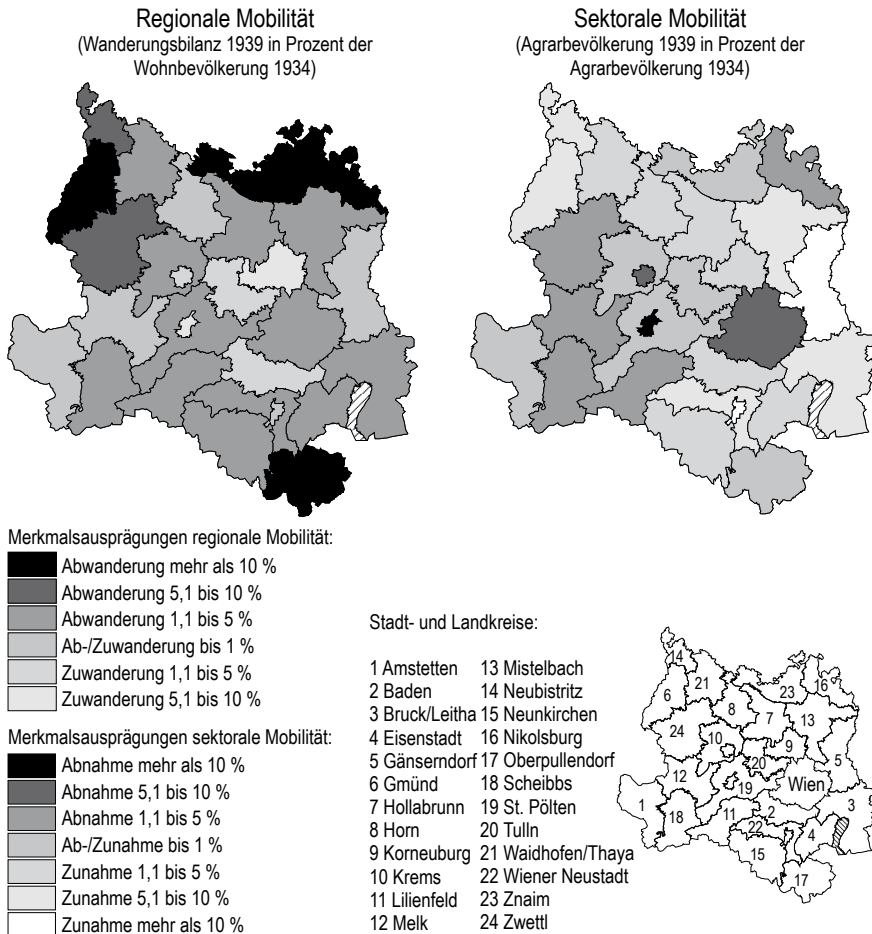 Regionale Mobilität
(Wanderungsbilanz 1939 in Prozent der
Wohnbevölkerung 1934)
Sektorale Mobilität
(Agrarbevölkerung 1939 in Prozent der
Agrarbevölkerung 1934)
Merkmalsausprägungen regionale Mobilität:
Abwanderung mehr als 10 %
Abwanderung 5,1 bis 10 %
Abwanderung 1,1 bis 5 %
Ab-/Zuwanderung bis 1 %
Zuwanderung 1,1 bis 5 %
Zuwanderung 5,1 bis 10 %
Merkmalsausprägungen sektorale Mobilität:
Abnahme mehr als 10 %
Abnahme 5,1 bis 10 %
Abnahme 1,1 bis 5 %
Ab-/Zunahme bis 1 %
Zunahme 1,1 bis 5 %
Zunahme 5,1 bis 10 %
Zunahme mehr als 10 %
Stadt- und Landkreise:
1 Amstetten
2 Baden
3 Bruck/Leitha
4 Eisenstadt
5 Gänserndorf
6 Gmünd
7 Hollabrunn
8 Horn
9 Korneuburg
10 Krems
11 Lilienfeld
12 Melk
13 Mistelbach
14 Neubistritz
15 Neunkirchen
16 Nikolsburg
17 Oberpullendorf
18 Scheibbs
19 St. Pölten
20 Tulln
21 Waidhofen/Thaya
22 Wiener Neustadt
23 Znaim
24 Zwettl
14
21
6
8
23
16
7
13
24
10
9
5
20
12
19
Wien
1
18
11
2
3
22
4
15
17